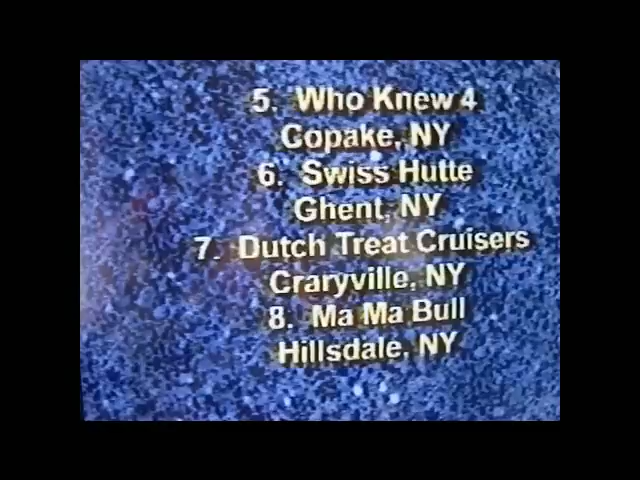 5. Who Knew 4
Copake, NY
6. Swiss Hutte
Ghent, NY
7. Dutch Treat Cruisers
Craryville, NY
8. Ma Ma Bull
Hillsdale, NY